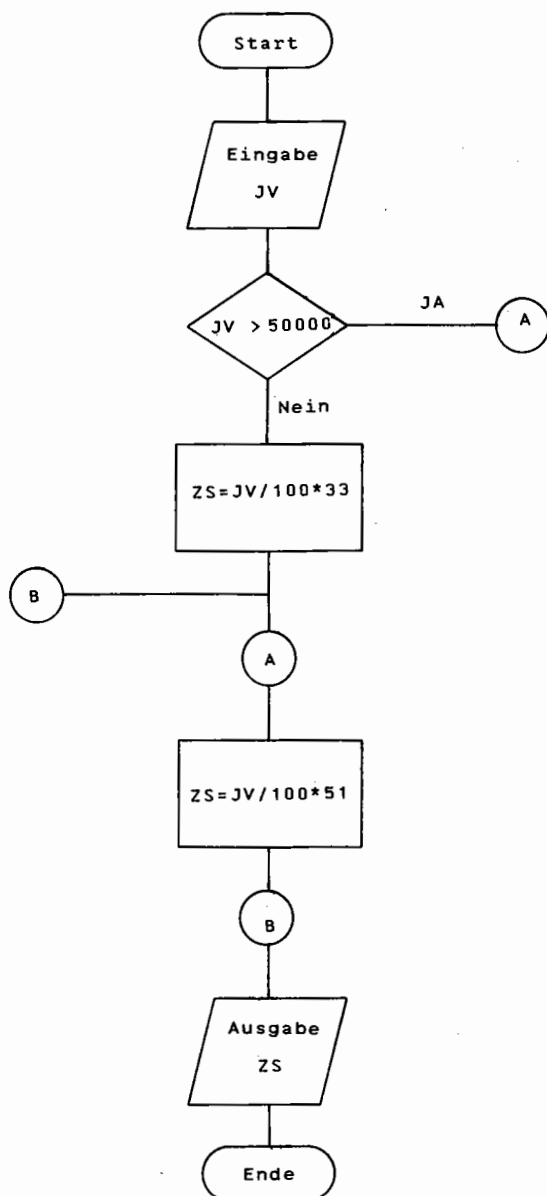 Start
Eingabe
JV
JV > 50000
JA
A
Nein
ZS=JV/100*33
B
A
ZS=JV/100*51
B
Ausgabe
ZS
Ende